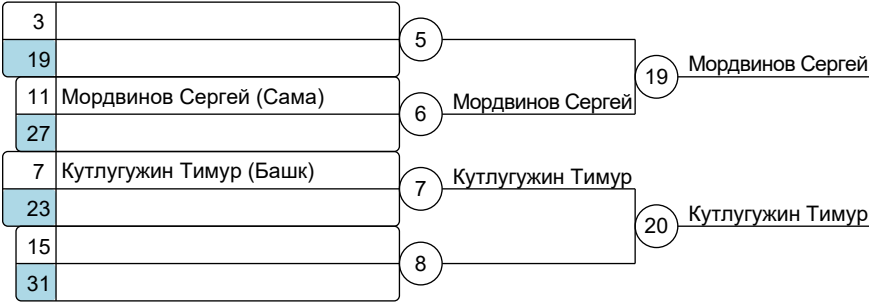 3
5
19
19 Мордвинов Сергей
11 Мордвинов Сергей (Сама)
6 Мордвинов Сергей
27
7 Кутлугужин Тимур (Башк)
7 Кутлугужин Тимур
23
20 Кутлугужин Тимур
15
8
31